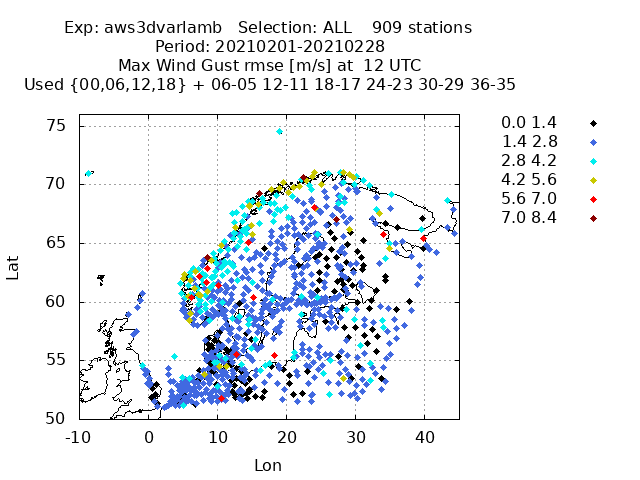 Exp: aws3dvarlamb   Selection: ALL    909 stations
Period: 20210201-20210228
Max Wind Gust rmse [m/s] at  12 UTC
Used {00,06,12,18} + 06-05 12-11 18-17 24-23 30-29 36-35
75
70
65
60
55
50
Lat
-10 0 10 20 30 40
Lon
0.0 1.4
1.4 2.8
2.8 4.2
4.2 5.6
5.6 7.0
7.0 8.4